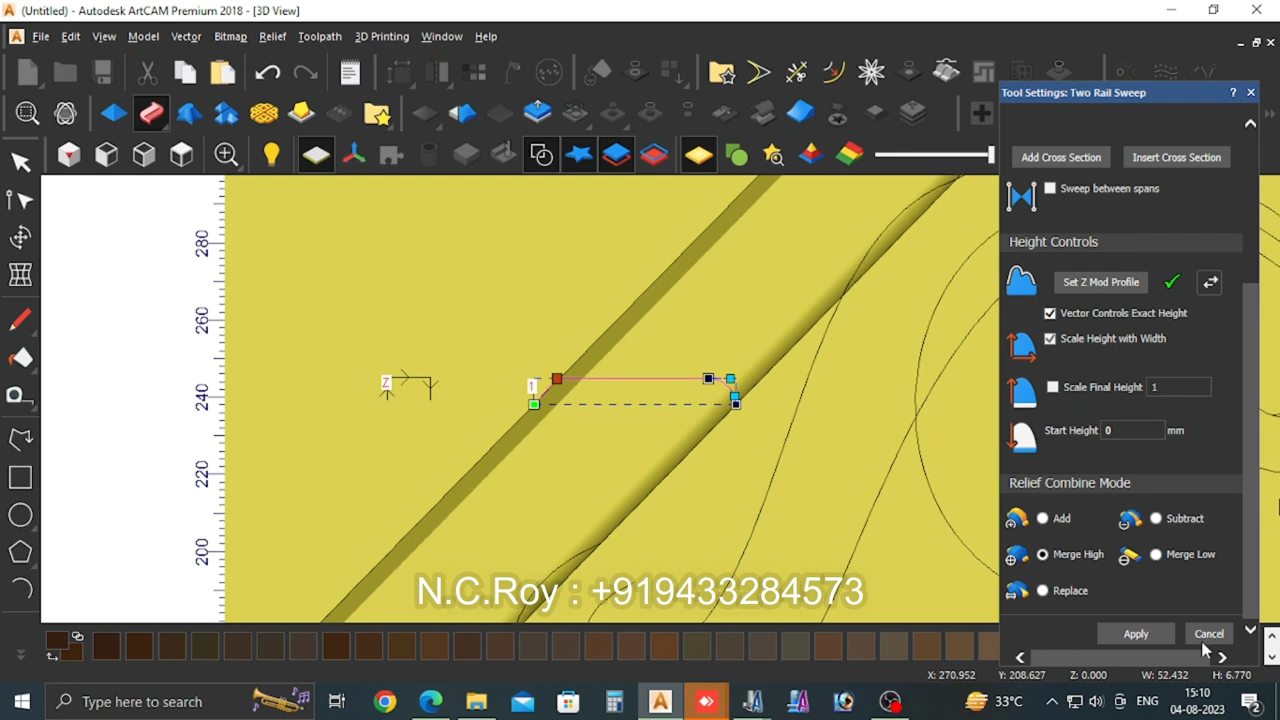 (Untitled) - Autodesk ArtCAM Premium 2018 - [3D View]
File Edit View Model Vector Bitmap Relief Toolpath 3D Printing Window Help
Tool Settings: Two Rail Sweep
Add Cross Section Insert Cross Section
Sweep between spans
Height Controls
Set Z Mod Profile
Vector Controls Exact Height
Scale Height with Width
Scale Final Height 1
Start Height 0 mm
Relief Combine Mode
Add Subtract
Merge High Merge Low
Replace
Apply Cancel
280
260
240
220
200
Z
1
N.C.Roy : +919433284573
X: 270.952 Y: 208.627 Z: 0.000 W: 52.432 H: 6.770
Type here to search
33°C
ENG
15:10
04-08-2023
2